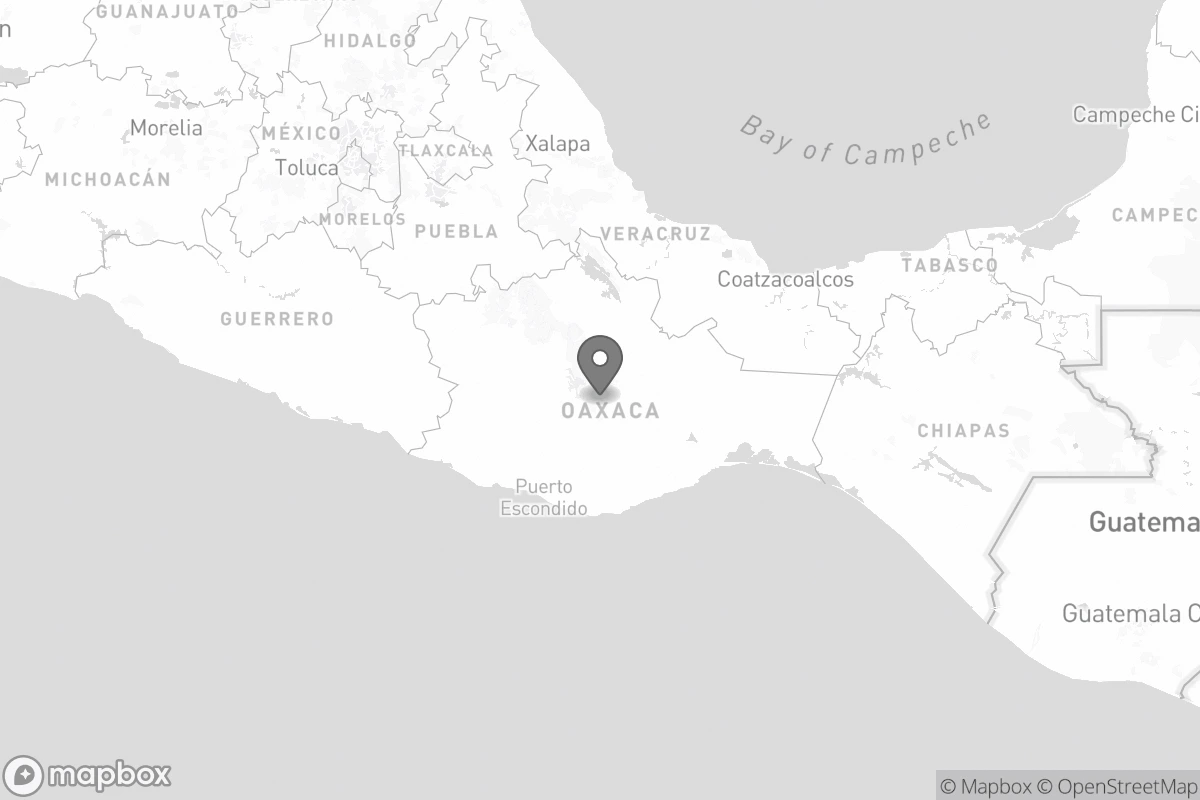 GUANAJUATO
HIDALGO
Campeche Ci
Morelia
MÉXICO
Bay of Campeche
Xalapa
TLAXCALA
Toluca
MICHOACÁN
CAMPEC
MORELOS
PUEBLA
VERACRUZ
TABASCO
Coatzacoalcos
GUERRERO
OAXACA
CHIAPAS
Puerto
Escondido
Guatema
Guatemala C
mapbox
© Mapbox © OpenStreetMap